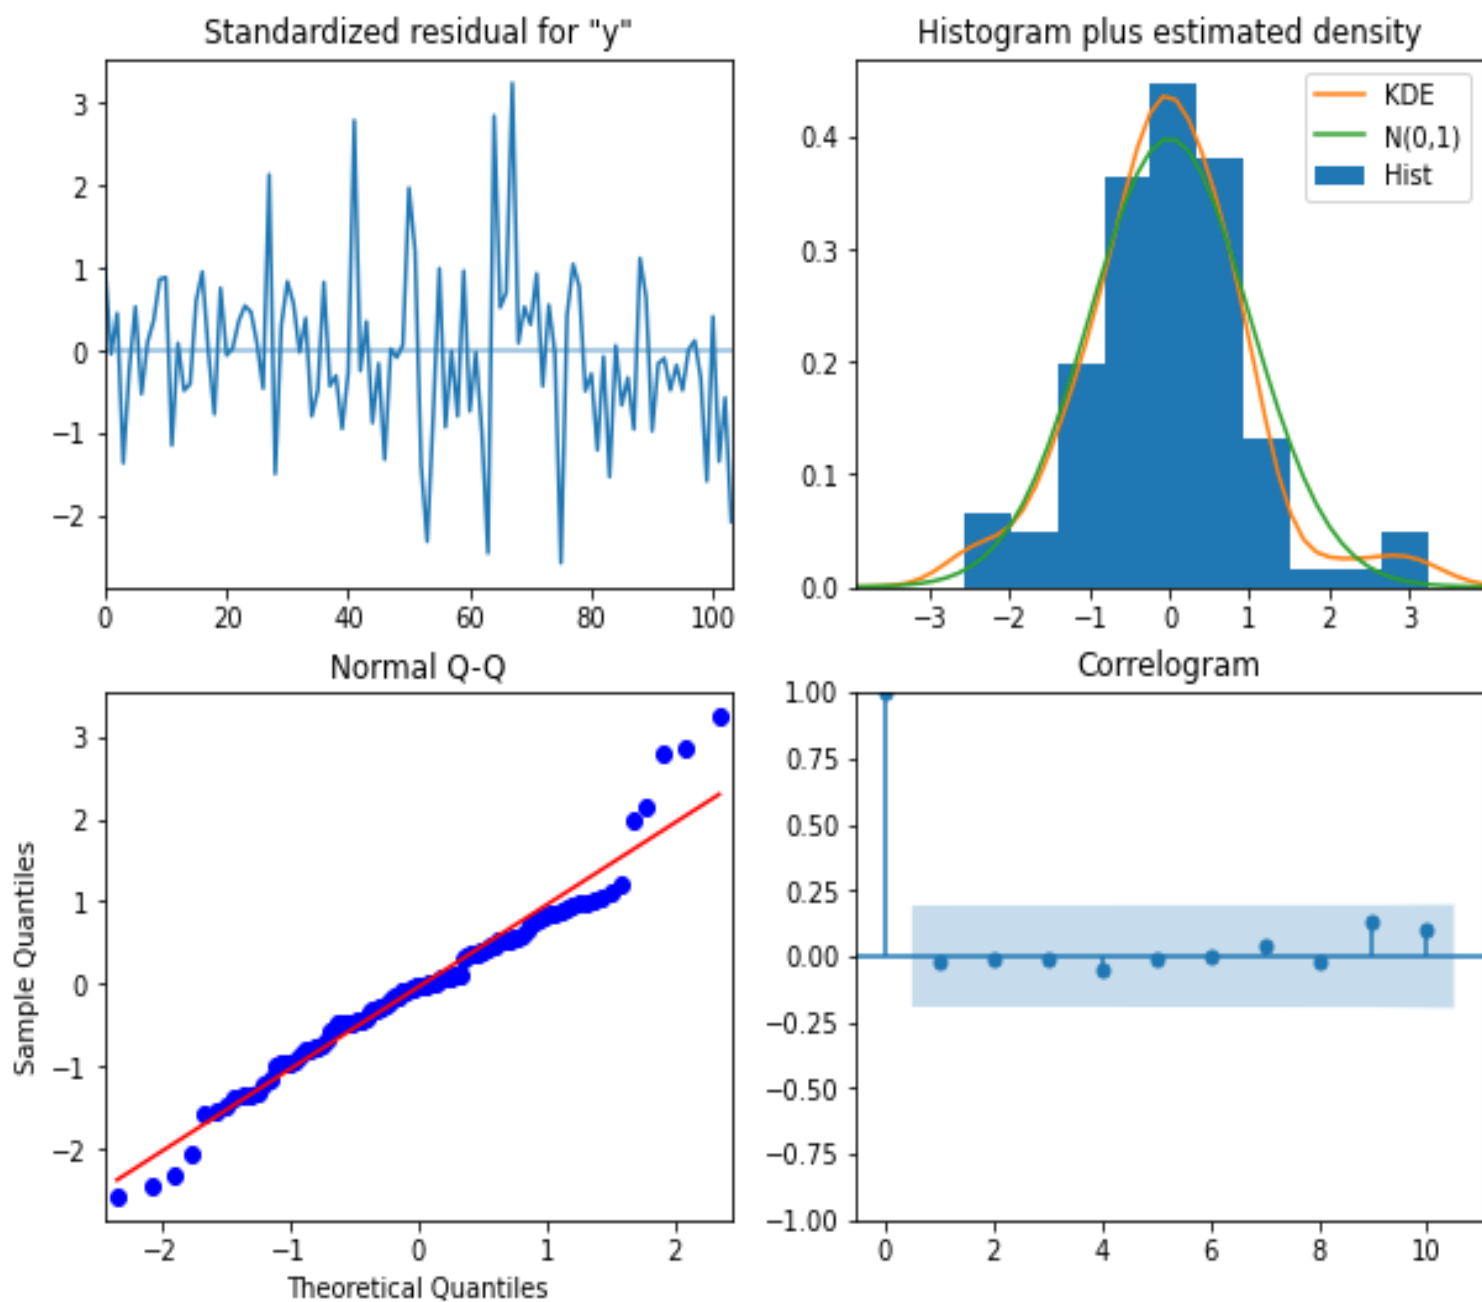 Standardized residual for "y"
3
2
1
0
−1
−2
0 20 40 60 80 100
Histogram plus estimated density
KDE
N(0,1)
Hist
0.4
0.3
0.2
0.1
0.0
−3 −2 −1 0 1 2 3
Normal Q-Q
Sample Quantiles
3
2
1
0
−1
−2
−2 −1 0 1 2
Theoretical Quantiles
Correlogram
1.00
0.75
0.50
0.25
0.00
−0.25
−0.50
−0.75
−1.00
0 2 4 6 8 10